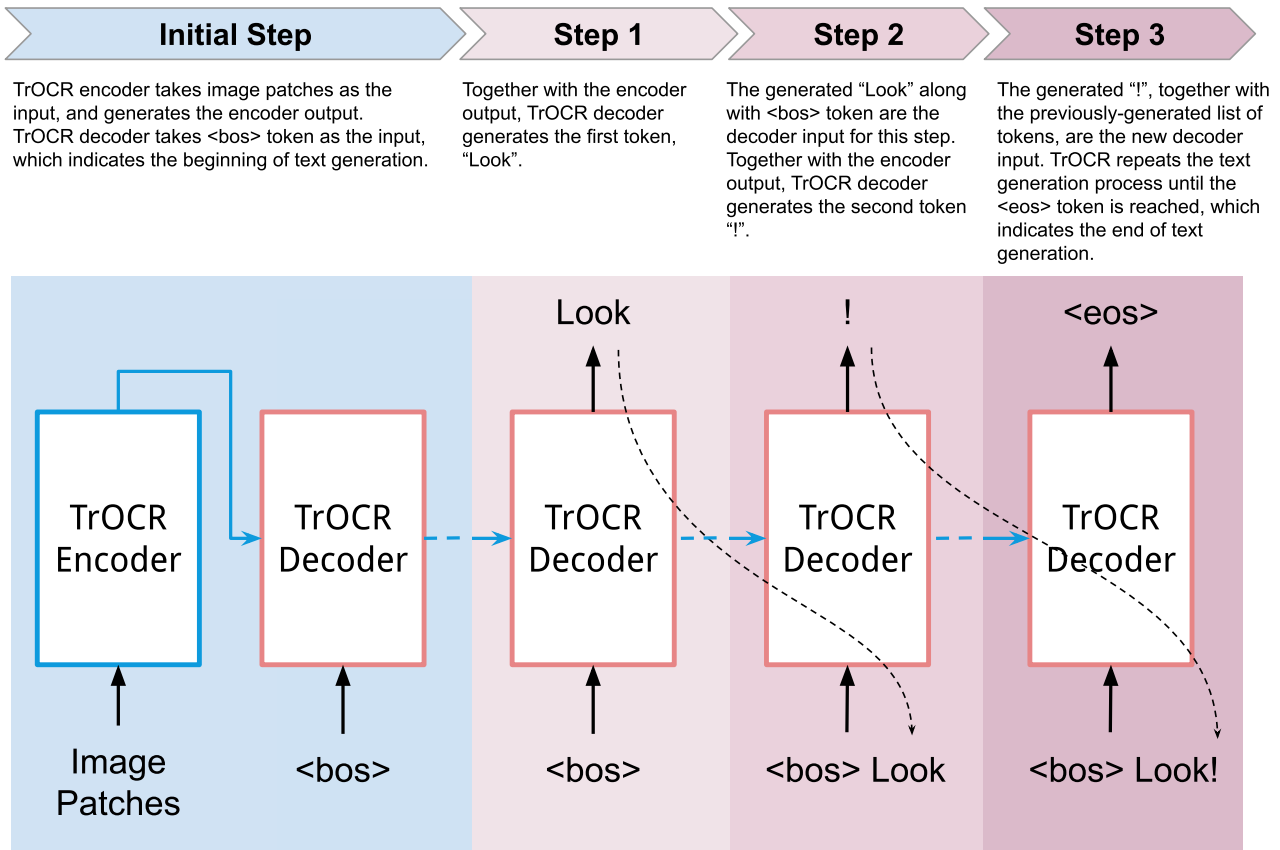 Initial Step
Step 1
Step 2
Step 3
TrOCR encoder takes image patches as the
input, and generates the encoder output.
TrOCR decoder takes <bos> token as the input,
which indicates the beginning of text generation.
Together with the encoder
output, TrOCR decoder
generates the first token,
“Look”.
The generated “Look” along
with <bos> token are the
decoder input for this step.
Together with the encoder
output, TrOCR decoder
generates the second token
“!”.
The generated “!”, together with
the previously-generated list of
tokens, are the new decoder
input. TrOCR repeats the text
generation process until the
<eos> token is reached, which
indicates the end of text
generation.
Look
!
<eos>
TrOCR
Encoder
TrOCR
Decoder
TrOCR
Decoder
TrOCR
Decoder
TrOCR
Decoder
Image
Patches
<bos>
<bos>
<bos> Look
<bos> Look!